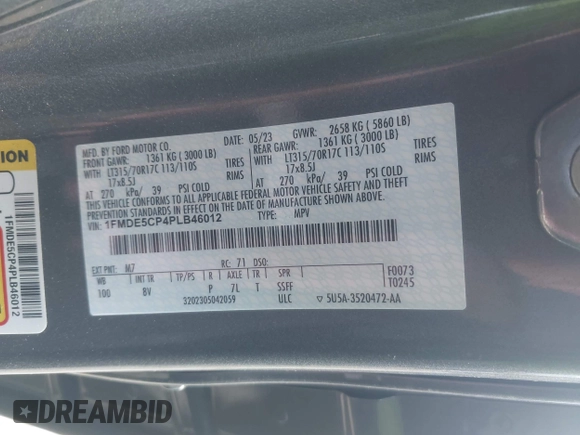 MFD. BY FORD MOTOR CO.
DATE: 05/23
GVWR: 2658 KG ( 5860 LB)
FRONT GAWR: 1361 KG ( 3000 LB)
REAR GAWR: 1361 KG ( 3000 LB)
WITH LT315/70R17C 113/110S TIRES
WITH LT315/70R17C 113/110S TIRES
17x8.5J RIMS
17x8.5J RIMS
AT 270 kPa/ 39 PSI COLD
AT 270 kPa/ 39 PSI COLD
THIS VEHICLE CONFORMS TO ALL APPLICABLE FEDERAL MOTOR VEHICLE SAFETY AND BUMPER
STANDARDS IN EFFECT ON THE DATE OF MANUFACTURE SHOWN ABOVE.
VIN: 1FMDE5CP4PLB46012
TYPE: MPV
EXT PNT: M7
RC: 71 DSO:
F0073
WB INT TR TP/PS R AXLE TR SPR
T0245
100 8V P 7L T SSFF
3202305042059
ULC
5U5A-3520472-AA
1FMDE5CP4PLB46012
DREAMBID